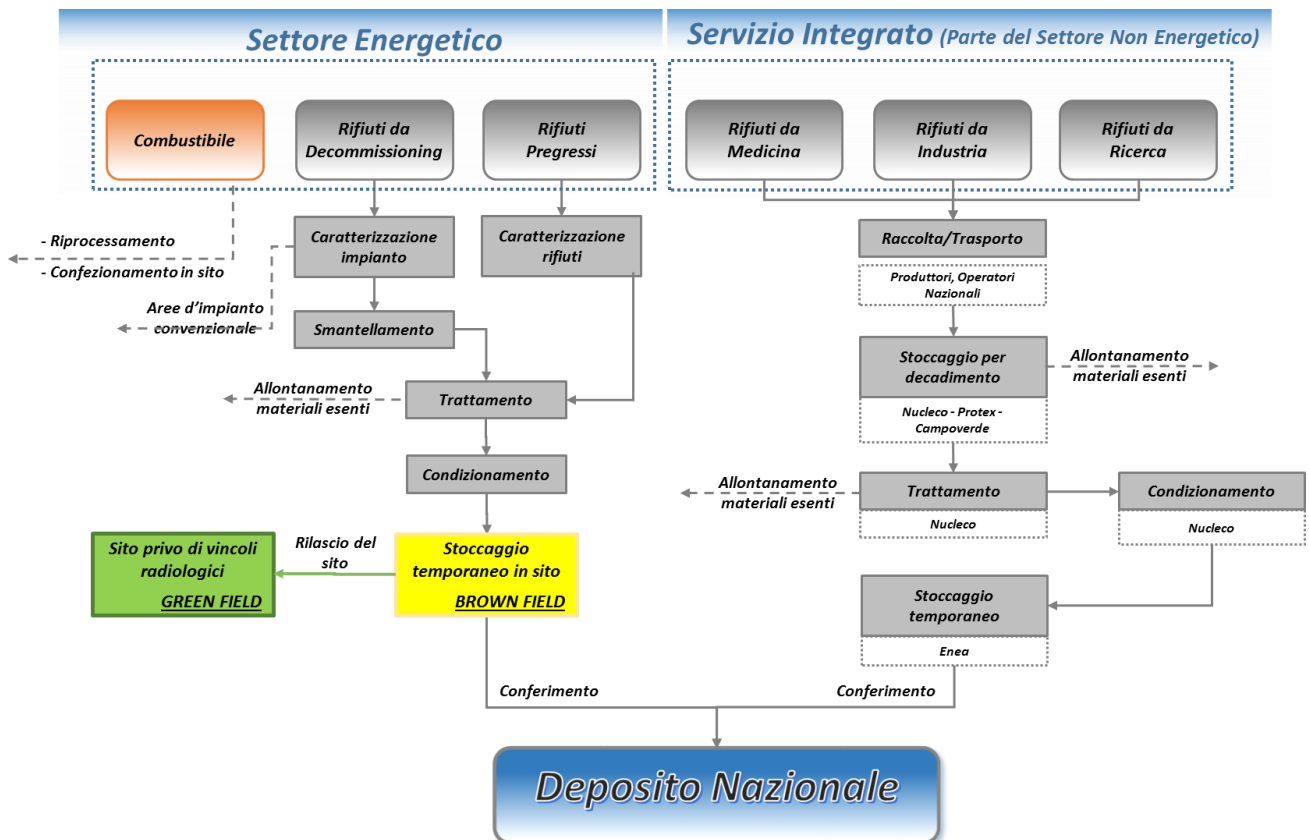 Settore Energetico
Servizio Integrato (Parte del Settore Non Energetico)
Combustibile
Rifiuti da
Decommissioning
Rifiuti
Pregressi
Rifiuti da
Medicina
Rifiuti da
Industria
Rifiuti da
Ricerca
- Riprocessamento
- Confezionamento in sito
Caratterizzazione
impianto
Caratterizzazione
rifiuti
Aree d'impianto
convenzionale
Smantellamento
Allontanamento
materiali esenti
Trattamento
Condizionamento
Sito privo di vincoli
radiologici
GREEN FIELD
Rilascio del
sito
Stoccaggio
temporaneo in sito
BROWN FIELD
Conferimento
Raccolta/Trasporto
Produttori, Operatori
Nazionali
Stoccaggio per
decadimento
Nucleco - Protex -
Campoverde
Allontanamento
materiali esenti
Allontanamento
materiali esenti
Trattamento
Nucleco
Condizionamento
Nucleco
Stoccaggio
temporaneo
Enea
Conferimento
Deposito Nazionale